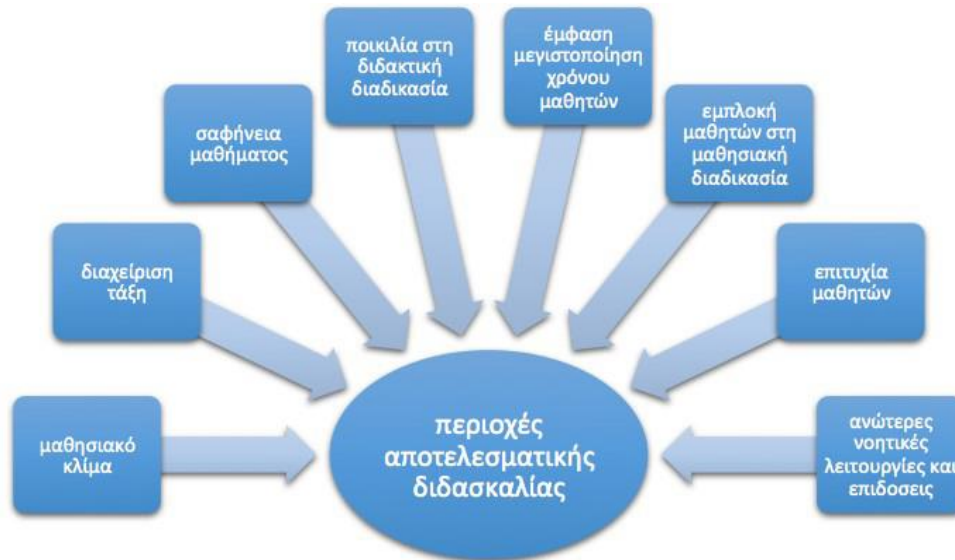 μαθησιακό
κλίμα
διαχείριση
τάξη
σαφήνεια
μαθήματος
ποικιλία στη
διδακτική
διαδικασία
έμφαση
μεγιστοποίηση
χρόνου
μαθητών
εμπλοκή
μαθητών στη
μαθησιακή
διαδικασία
επιτυχία
μαθητών
ανώτερες
νοητικές
λειτουργίες και
επιδοσεις
περιοχές
αποτελεσματικής
διδασκαλίας